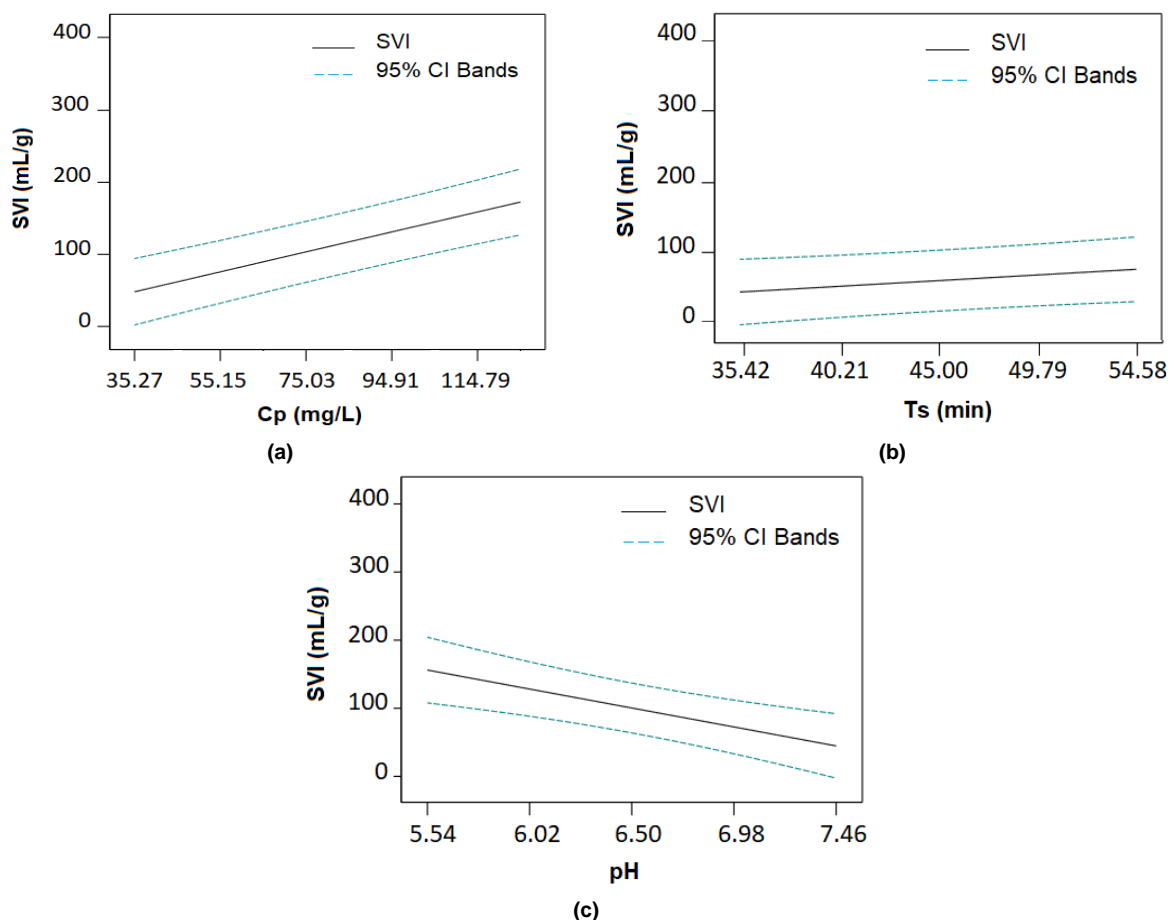 400
300
200
100
0
SVI (mL/g)
SVI
95% CI Bands
35.27 55.15 75.03 94.91 114.79
Cp (mg/L)
(a)
400
300
200
100
0
SVI (mL/g)
SVI
95% CI Bands
35.42 40.21 45.00 49.79 54.58
Ts (min)
(b)
400
300
200
100
0
SVI (mL/g)
SVI
95% CI Bands
5.54 6.02 6.50 6.98 7.46
pH
(c)